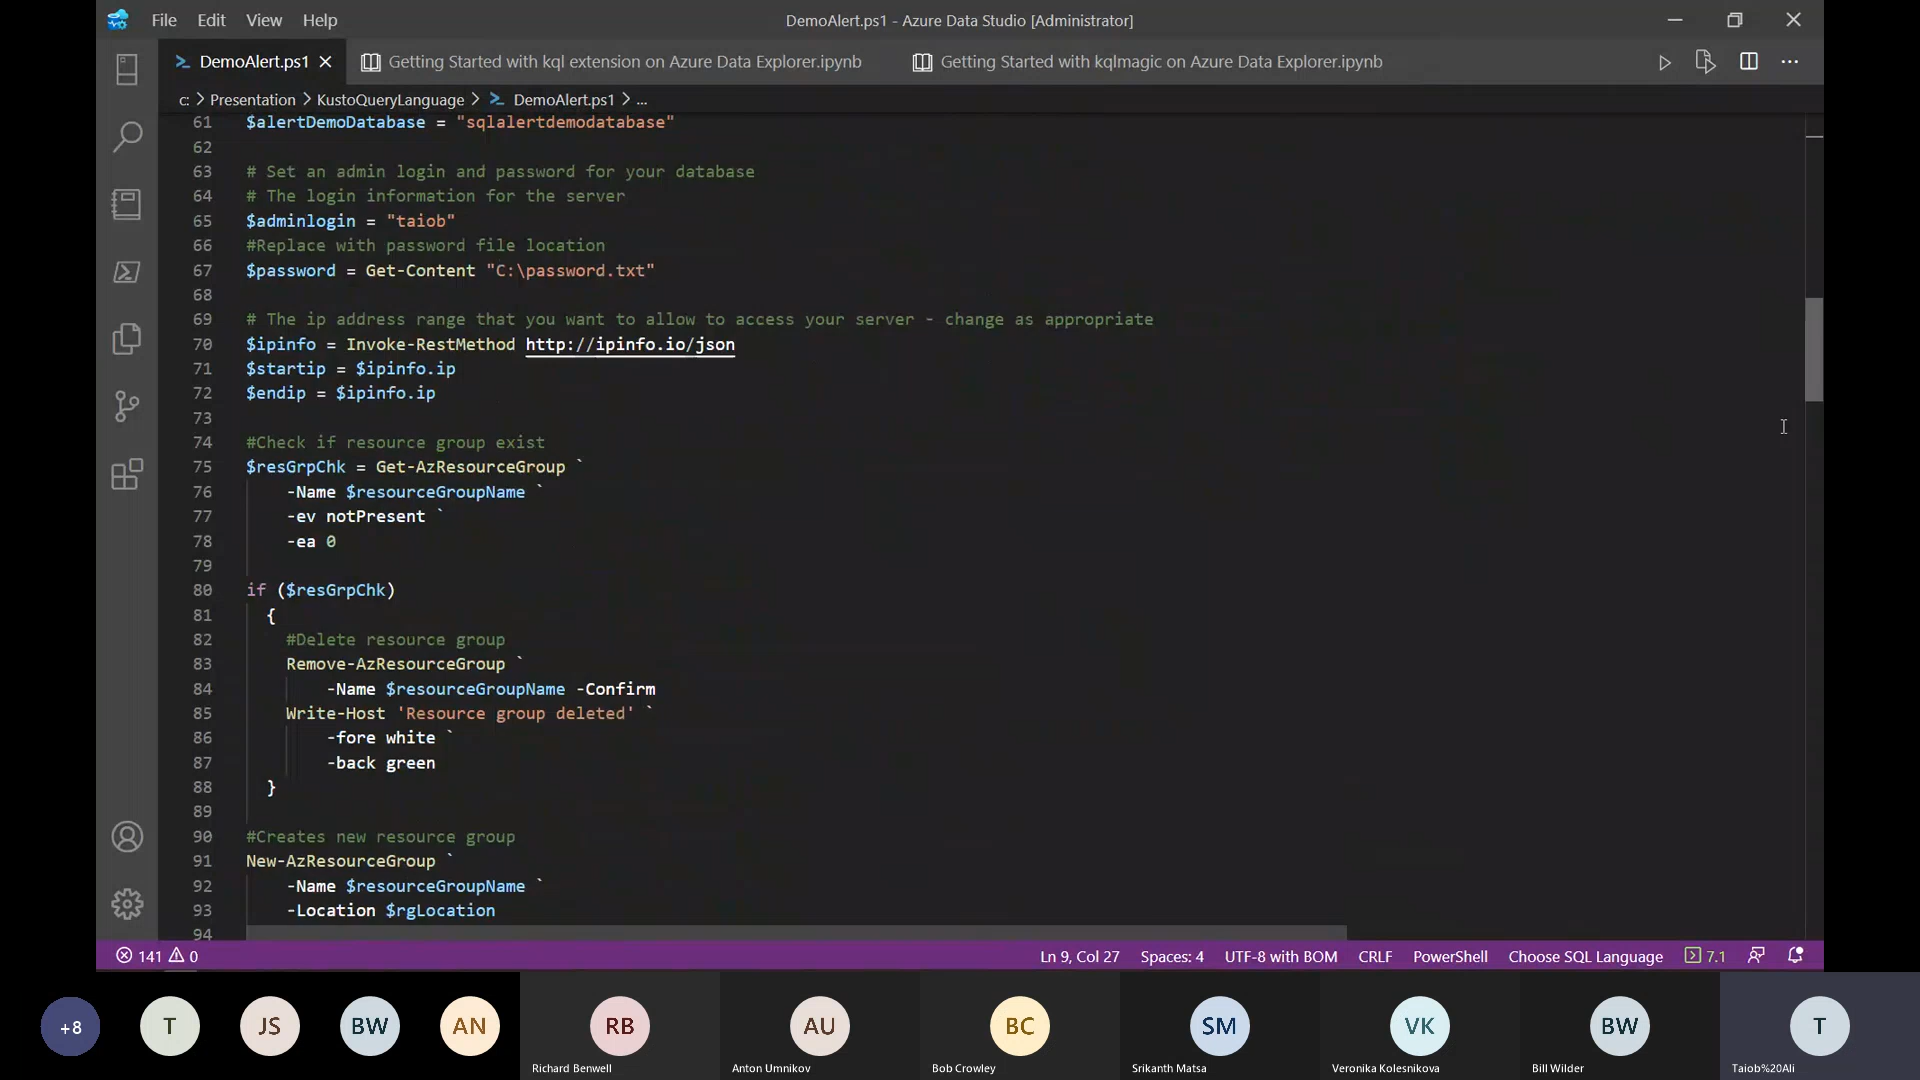 File Edit View Help
DemoAlert.ps1 - Azure Data Studio [Administrator]
DemoAlert.ps1
Getting Started with kql extension on Azure Data Explorer.ipynb
Getting Started with kqlmagic on Azure Data Explorer.ipynb
c: > Presentation > KustoQueryLanguage > DemoAlert.ps1 > ...
61 $alertDemoDatabase = "sqlalertdemodatabase"
62
63 # Set an admin login and password for your database
64 # The login information for the server
65 $adminlogin = "taiob"
66 #Replace with password file location
67 $password = Get-Content "C:\password.txt"
68
69 # The ip address range that you want to allow to access your server - change as appropriate
70 $ipinfo = Invoke-RestMethod http://ipinfo.io/json
71 $startip = $ipinfo.ip
72 $endip = $ipinfo.ip
73
74 #Check if resource group exist
75 $resGrpChk = Get-AzResourceGroup `
76 -Name $resourceGroupName `
77 -ev notPresent `
78 -ea 0
79
80 if ($resGrpChk)
81 {
82 #Delete resource group
83 Remove-AzResourceGroup `
84 -Name $resourceGroupName -Confirm
85 Write-Host 'Resource group deleted' `
86 -fore white `
87 -back green
88 }
89
90 #Creates new resource group
91 New-AzResourceGroup `
92 -Name $resourceGroupName `
93 -Location $rgLocation
94
141 0
Ln 9, Col 27 Spaces: 4 UTF-8 with BOM CRLF PowerShell Choose SQL Language 7.1
+8 T JS BW AN RB AU BC SM VK BW T
Richard Benwell Anton Umnikov Bob Crowley Srikanth Matsa Veronika Kolesnikova Bill Wilder Taiob%20Ali